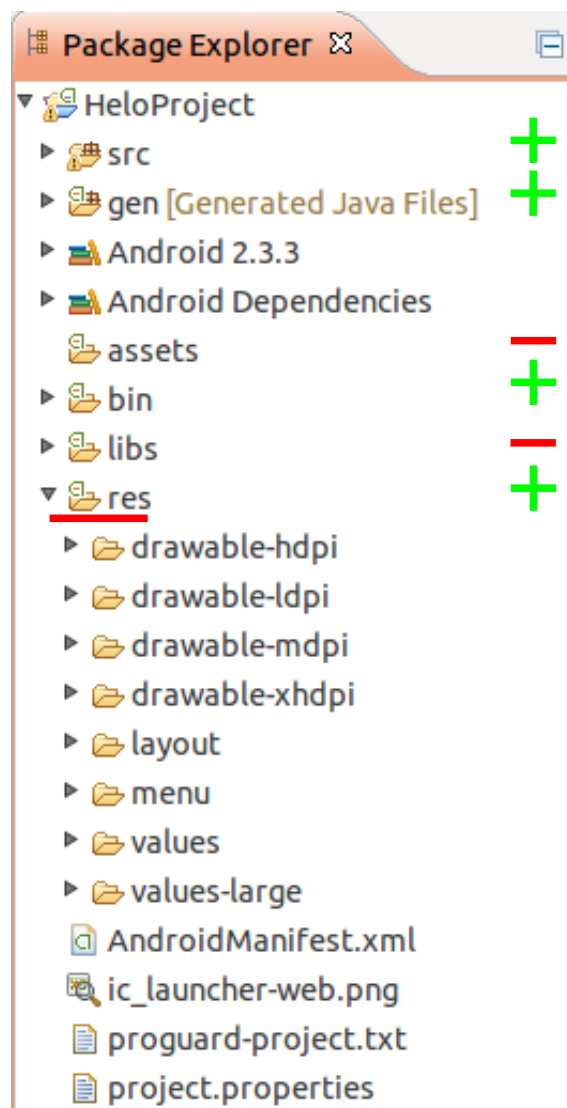 Package Explorer
HeloProject
src
gen [Generated Java Files]
Android 2.3.3
Android Dependencies
assets
bin
libs
res
drawable-hdpi
drawable-ldpi
drawable-mdpi
drawable-xhdpi
layout
menu
values
values-large
AndroidManifest.xml
ic_launcher-web.png
proguard-project.txt
project.properties